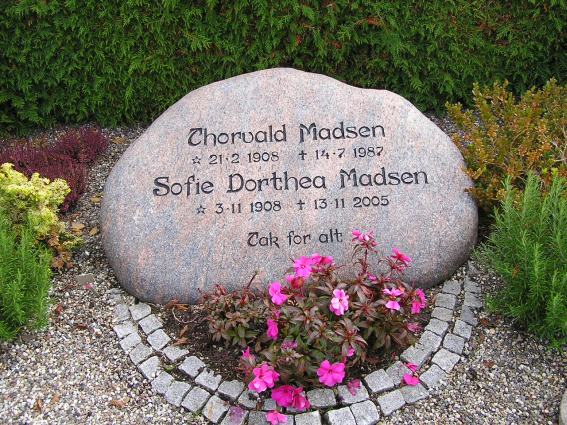 Thorvald Madsen
☆ 21·2 1908 ✝ 14·7 1987
Sofie Dorthea Madsen
☆ 3·11 1908 ✝ 13·11 2005
Tak for alt